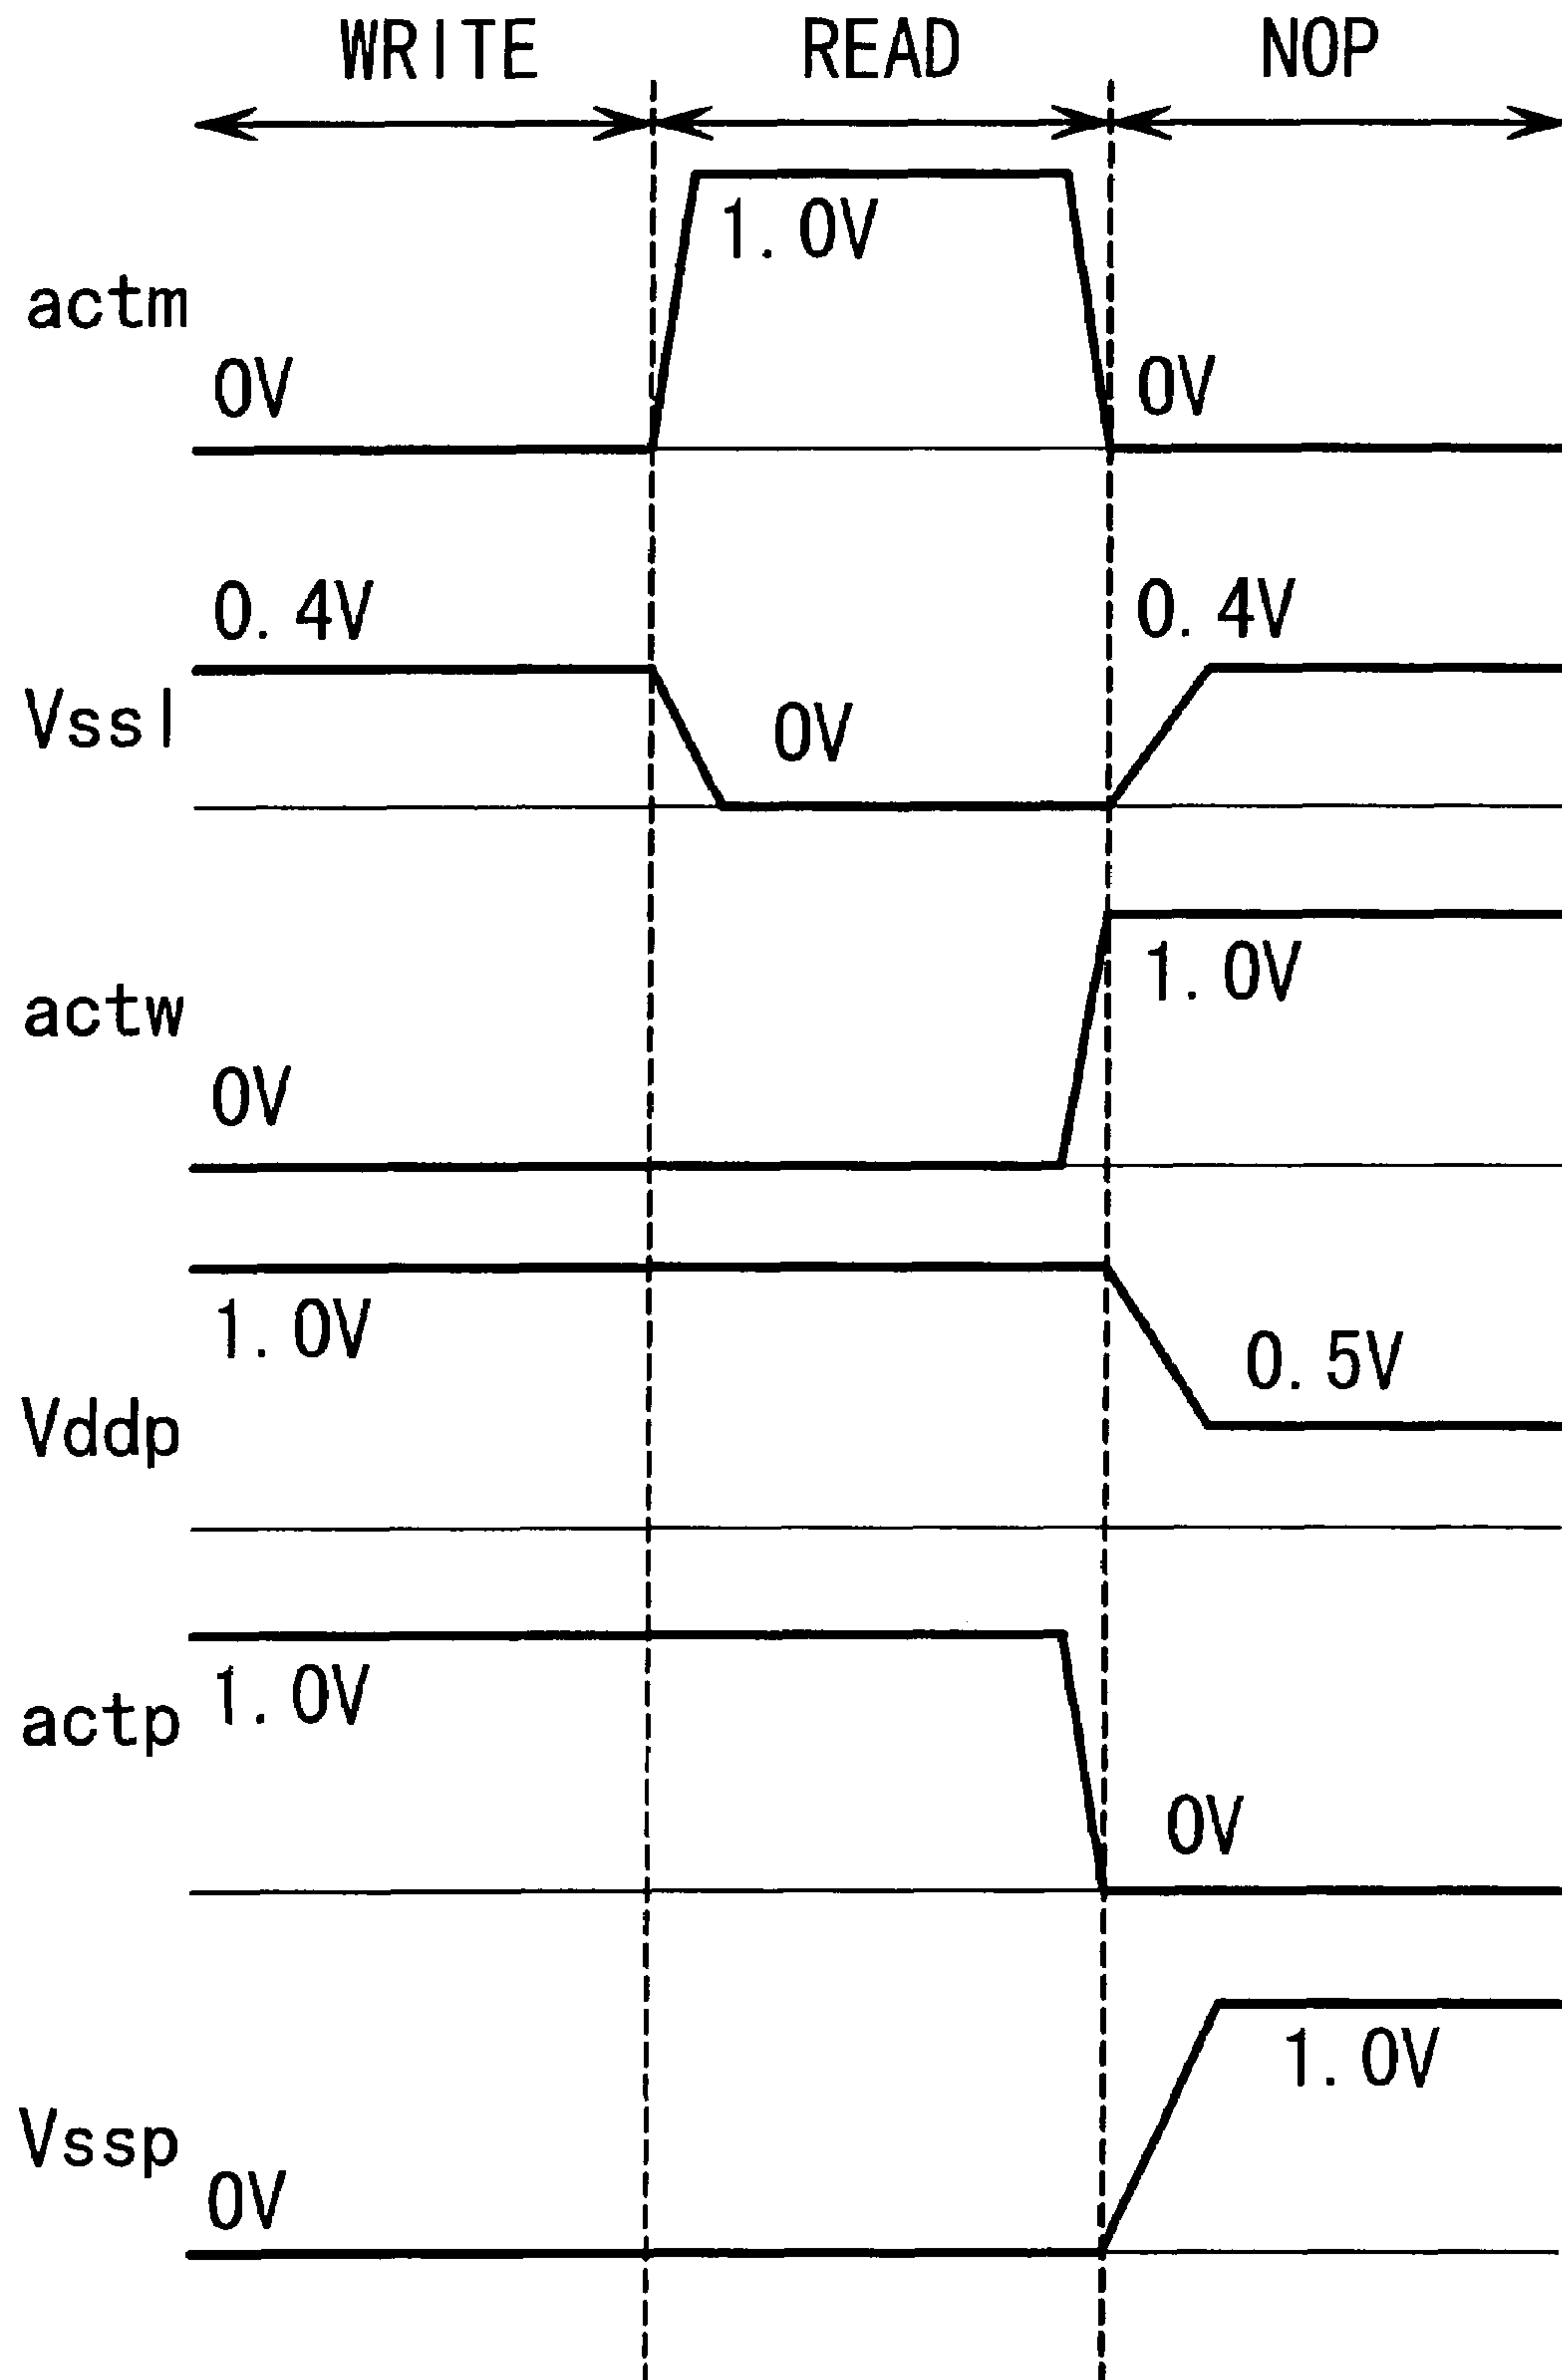 WRITE READ NOP
1.0V
actm
0V 0V
0.4V 0.4V
Vssl
0V
1.0V
actw
0V
1.0V
0.5V
Vddp
1.0V
actp
0V
1.0V
Vssp
0V